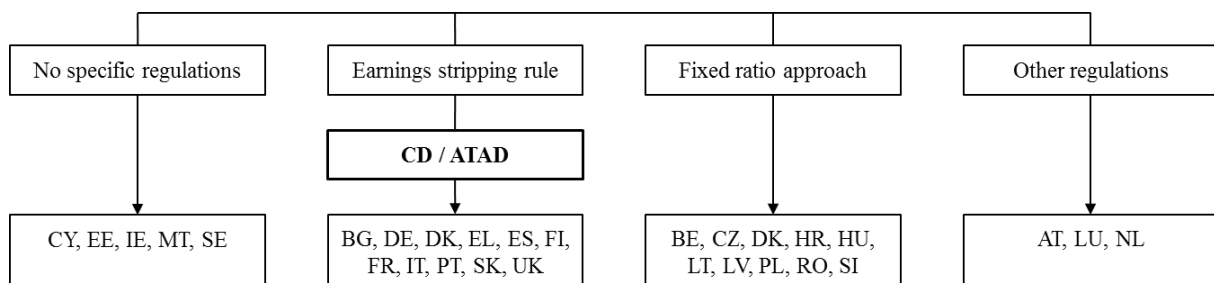 No specific regulations
Earnings stripping rule
Fixed ratio approach
Other regulations
CD / ATAD
CY, EE, IE, MT, SE
BG, DE, DK, EL, ES, FI,
FR, IT, PT, SK, UK
BE, CZ, DK, HR, HU,
LT, LV, PL, RO, SI
AT, LU, NL